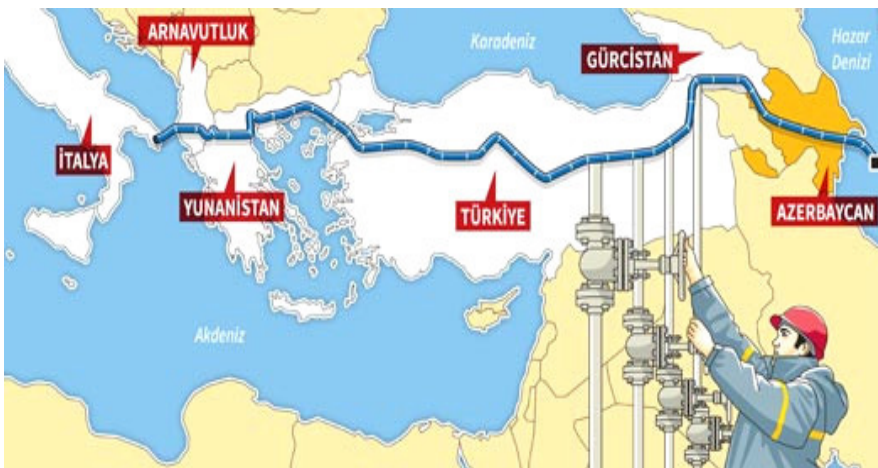 ARNAVUTLUK
Karadeniz
Hazar
Denizi
GÜRCİSTAN
İTALYA
YUNANİSTAN
TÜRKİYE
AZERBAYCAN
Akdeniz